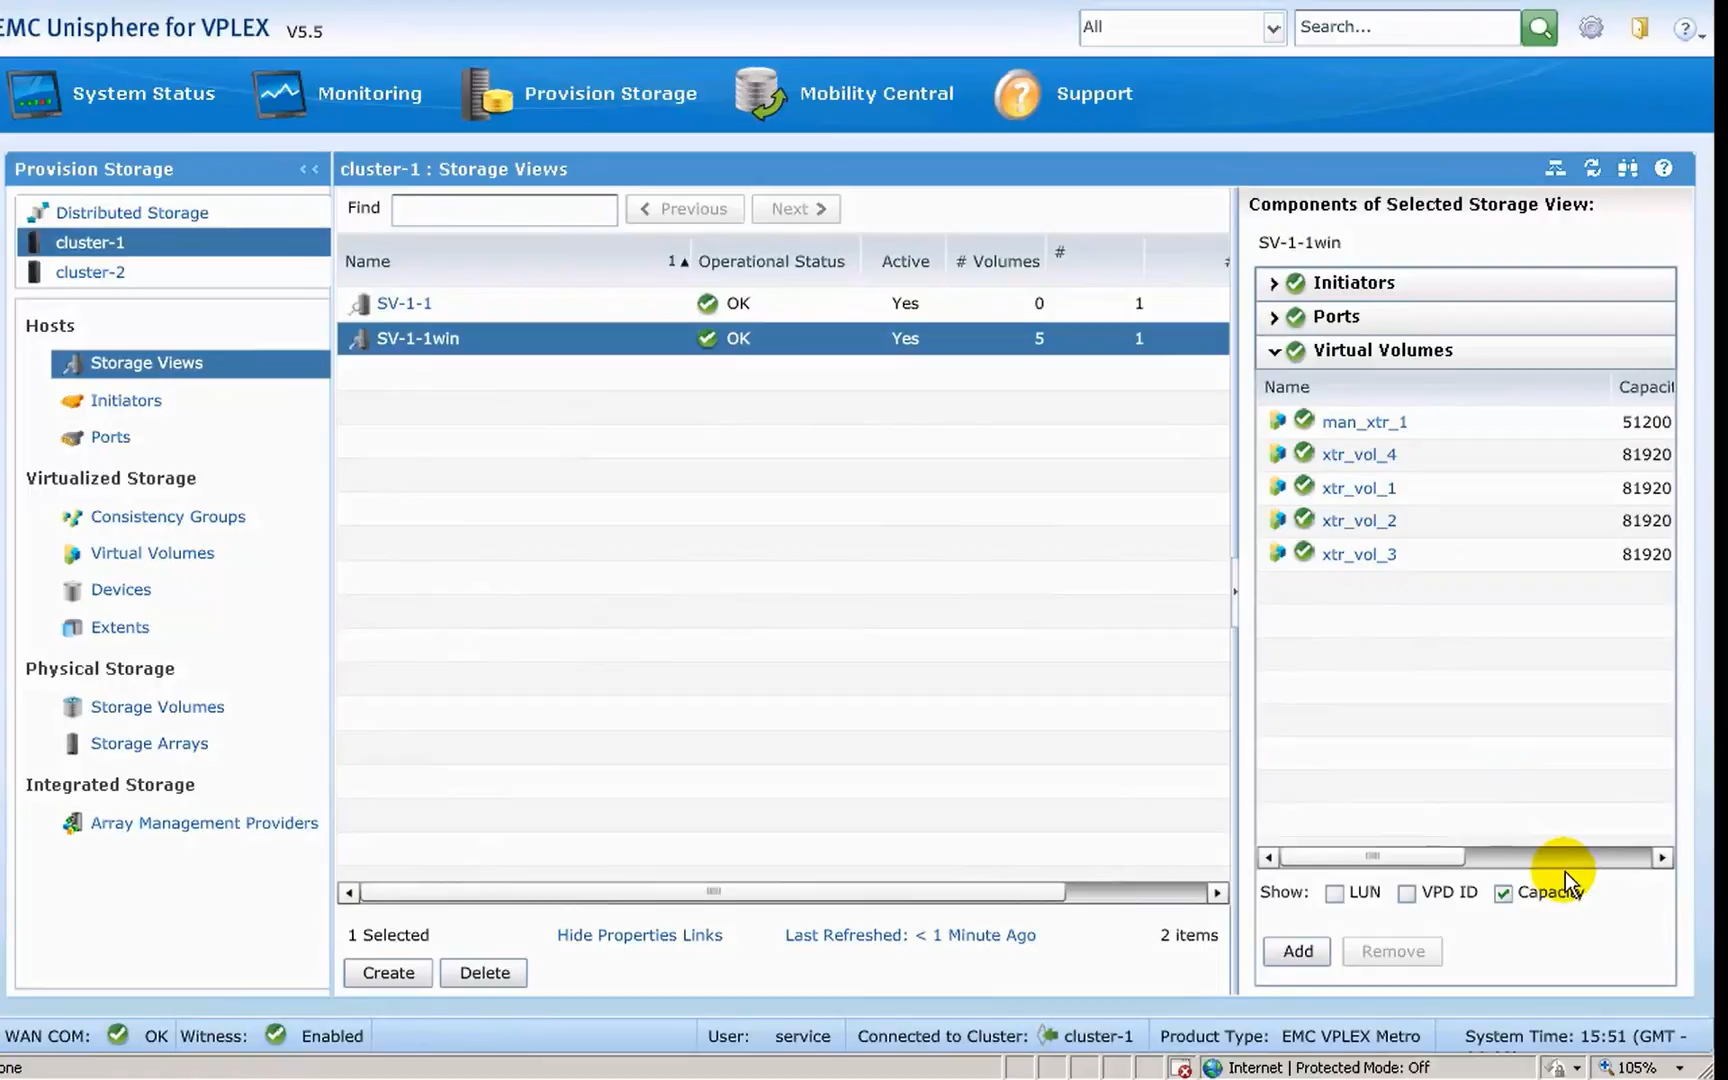 EMC Unisphere for VPLEX V5.5
All
Search...
System Status
Monitoring
Provision Storage
Mobility Central
Support
Provision Storage
Distributed Storage
cluster-1
cluster-2
Hosts
Storage Views
Initiators
Ports
Virtualized Storage
Consistency Groups
Virtual Volumes
Devices
Extents
Physical Storage
Storage Volumes
Storage Arrays
Integrated Storage
Array Management Providers
cluster-1 : Storage Views
Find
Previous
Next
Name 1 Operational Status Active # Volumes # #
SV-1-1 OK Yes 0 1
SV-1-1win OK Yes 5 1
1 Selected Hide Properties Links Last Refreshed: < 1 Minute Ago 2 items
Create Delete
Components of Selected Storage View:
SV-1-1win
Initiators
Ports
Virtual Volumes
Name Capacit
man_xtr_1 51200
xtr_vol_4 81920
xtr_vol_1 81920
xtr_vol_2 81920
xtr_vol_3 81920
Show: LUN VPD ID Capacity
Add Remove
WAN COM: OK Witness: Enabled User: service Connected to Cluster: cluster-1 Product Type: EMC VPLEX Metro System Time: 15:51 (GMT -
one Internet | Protected Mode: Off 105%